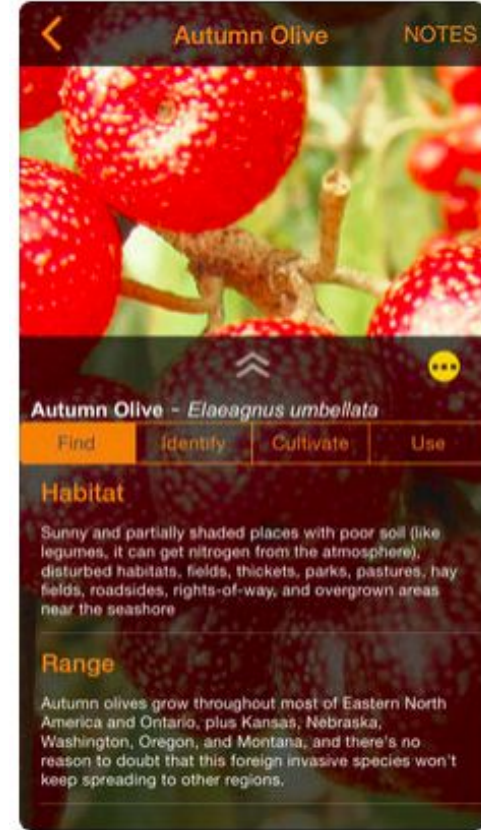 Autumn Olive NOTES
Autumn Olive - Elaeagnus umbellata
Find Identify Cultivate Use
Habitat
Sunny and partially shaded places with poor soil (like
legumes, it can get nitrogen from the atmosphere),
disturbed habitats, fields, thickets, parks, pastures, hay
fields, roadsides, rights-of-way, and overgrown areas
near the seashore
Range
Autumn olives grow throughout most of Eastern North
America and Ontario, plus Kansas, Nebraska,
Washington, Oregon, and Montana, and there's no
reason to doubt that this foreign invasive species won't
keep spreading to other regions.